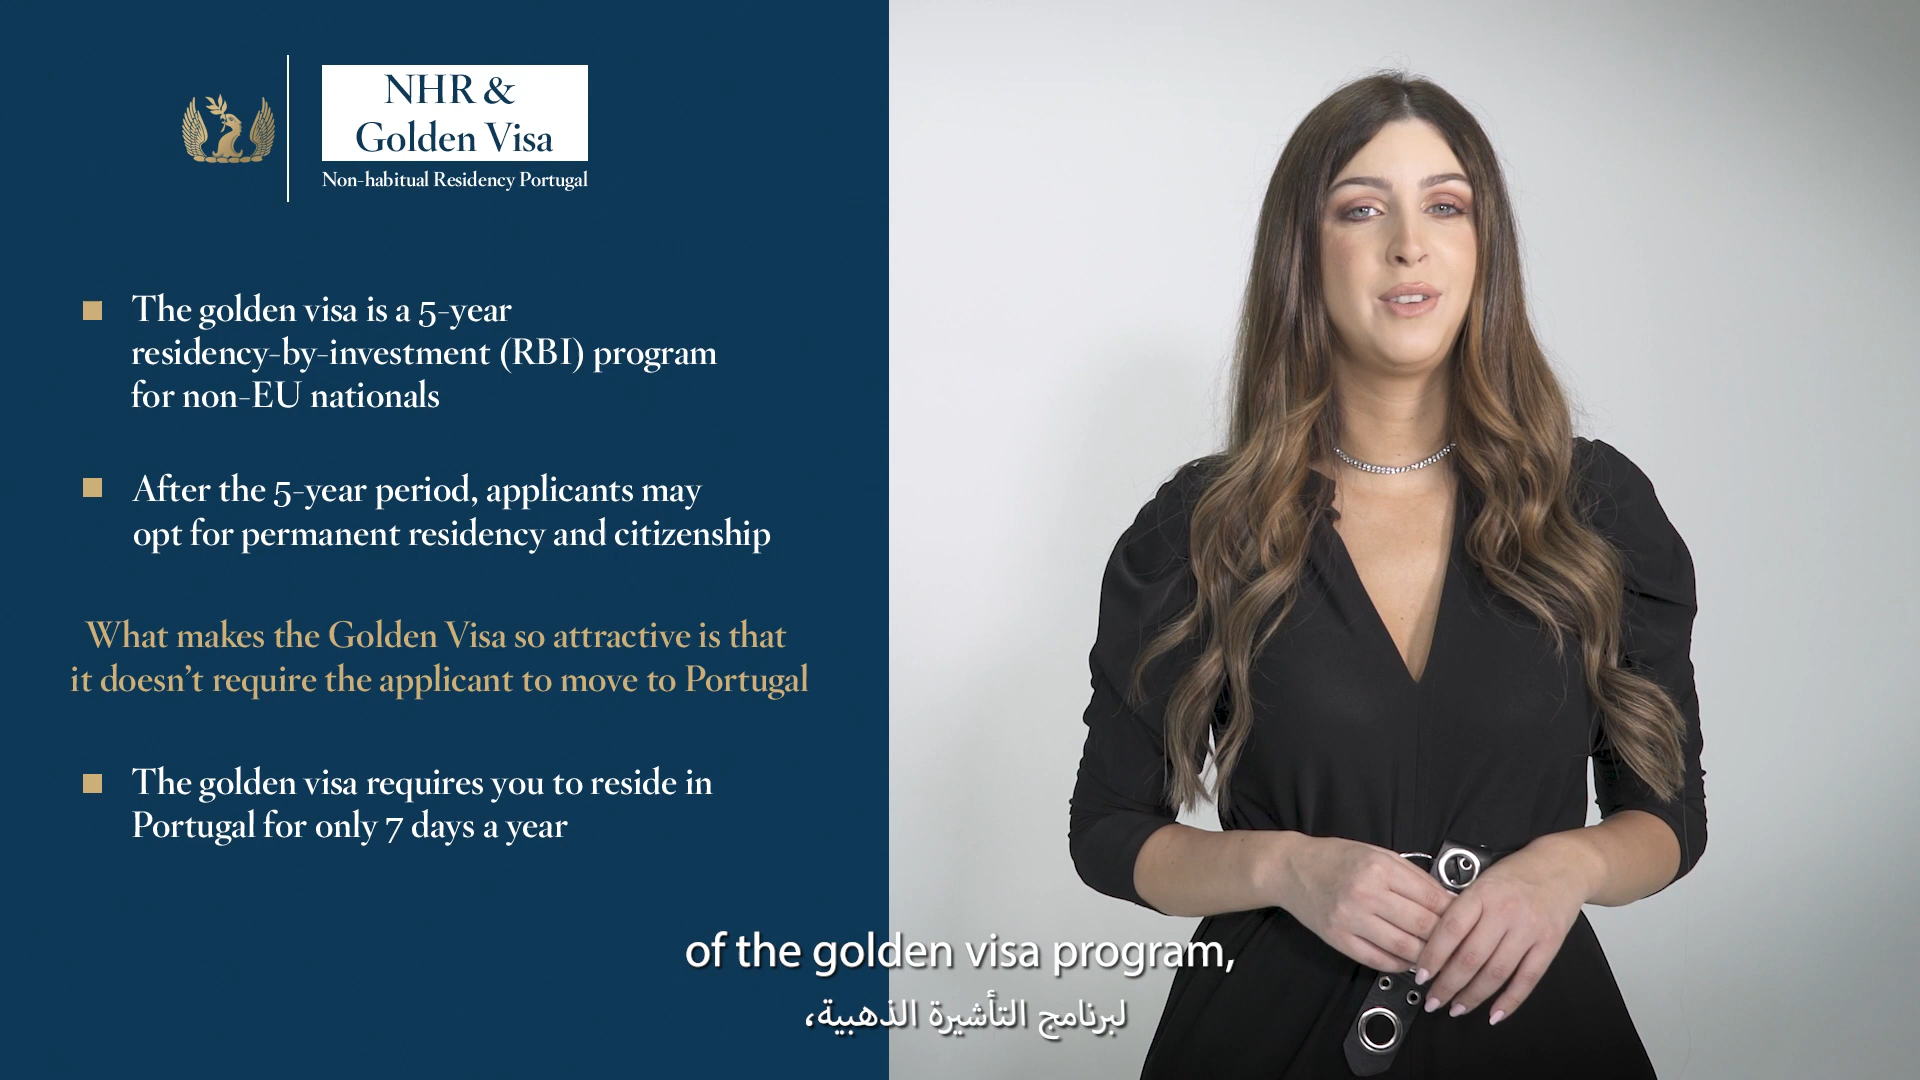 NHR &
Golden Visa
Non-habitual Residency Portugal
The golden visa is a 5-year
residency-by-investment (RBI) program
for non-EU nationals
After the 5-year period, applicants may
opt for permanent residency and citizenship
What makes the Golden Visa so attractive is that
it doesn’t require the applicant to move to Portugal
The golden visa requires you to reside in
Portugal for only 7 days a year
of the golden visa program,
لبرنامج التأشيرة الذهبية،